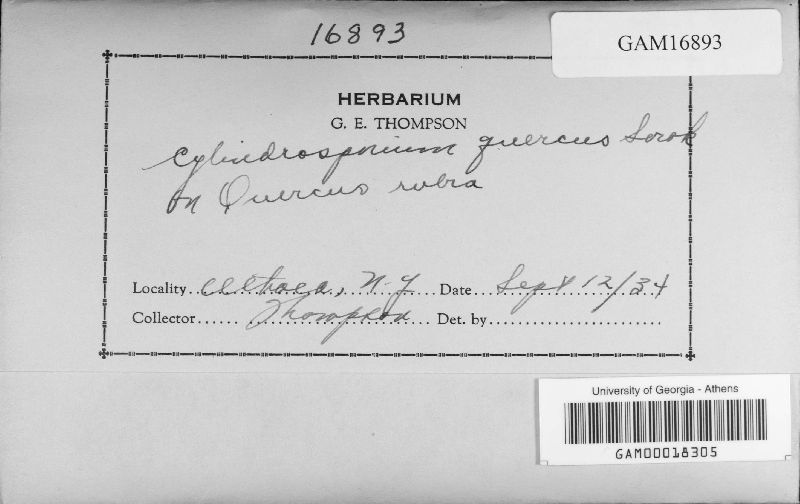 16893
GAM16893
HERBARIUM
G. E. THOMPSON
Cylindrosporium quercus Sorok
on Quercus rubra
Locality Ithaca, N.Y Date Sept 12/34
Collector Thompson Det. by
University of Georgia - Athens
GAM00018305